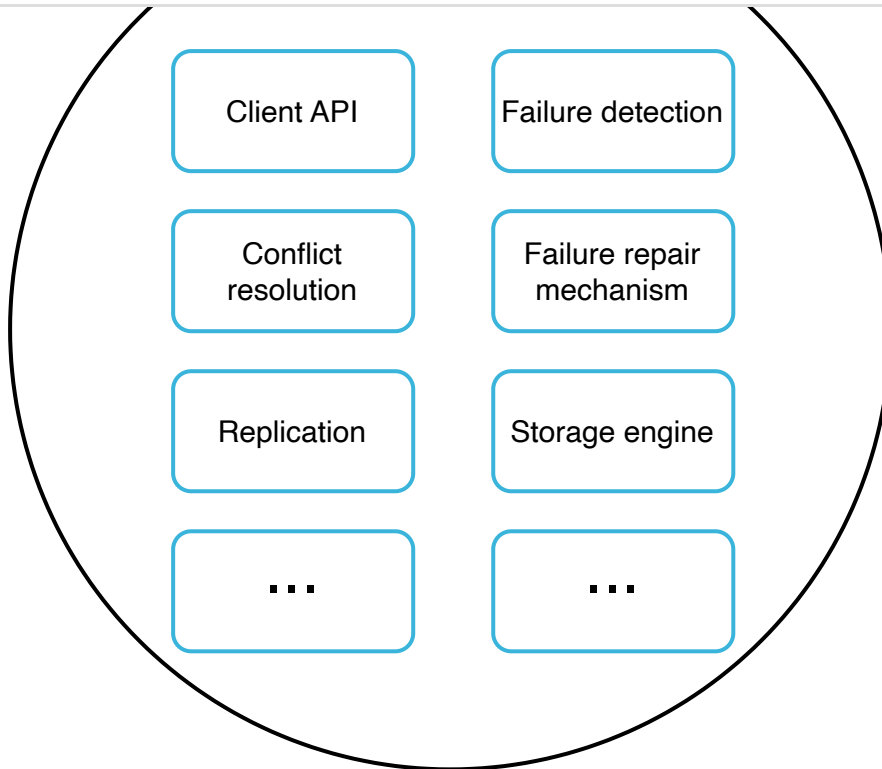 Client API
Failure detection
Conflict
resolution
Failure repair
mechanism
Replication
Storage engine
...
...